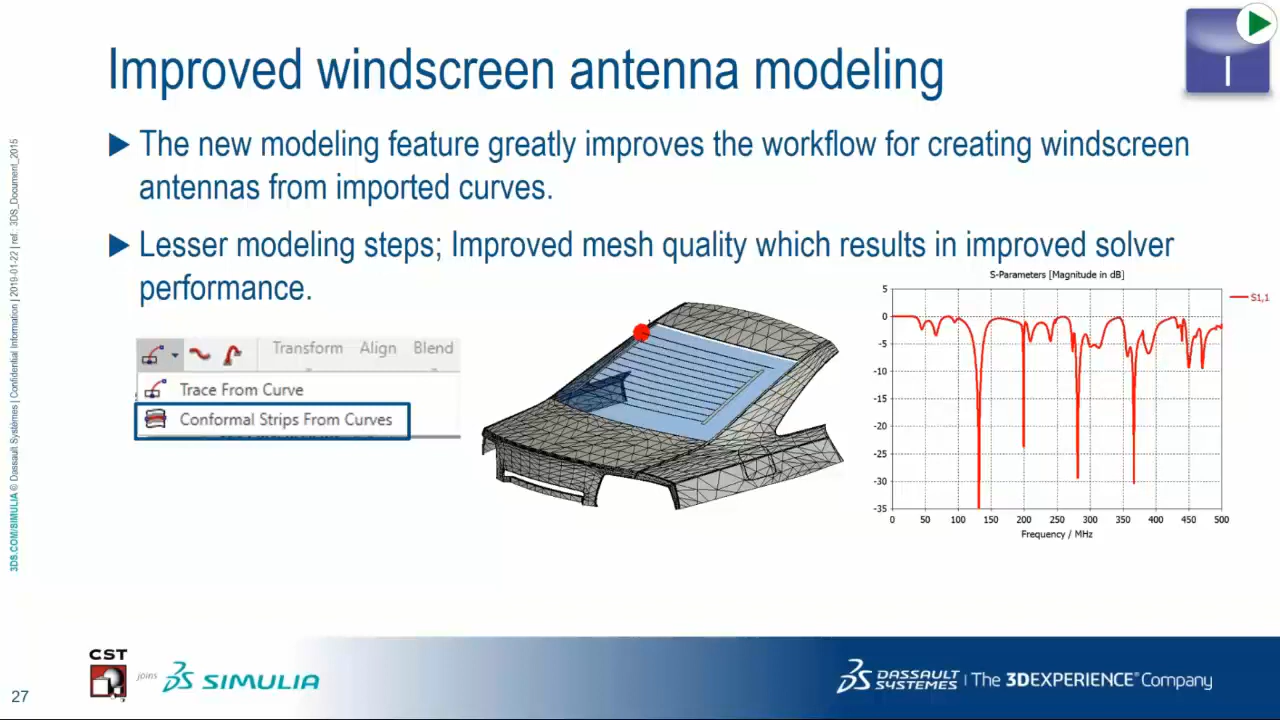 Improved windscreen antenna modeling
The new modeling feature greatly improves the workflow for creating windscreen
antennas from imported curves.
Lesser modeling steps; Improved mesh quality which results in improved solver
performance.
Transform Align Blend
Trace From Curve
Conformal Strips From Curves
S-Parameters [Magnitude in dB]
S1,1
5
0
-5
-10
-15
-20
-25
-30
-35
0 50 100 150 200 250 300 350 400 450 500
Frequency / MHz
3DS.COM/SIMULIA © Dassault Systèmes | Confidential Information | 2019-01-22 | ref.: 3DS_Document_2015
CST
joins
SIMULIA
DASSAULT
SYSTEMES | The 3DEXPERIENCE® Company
27